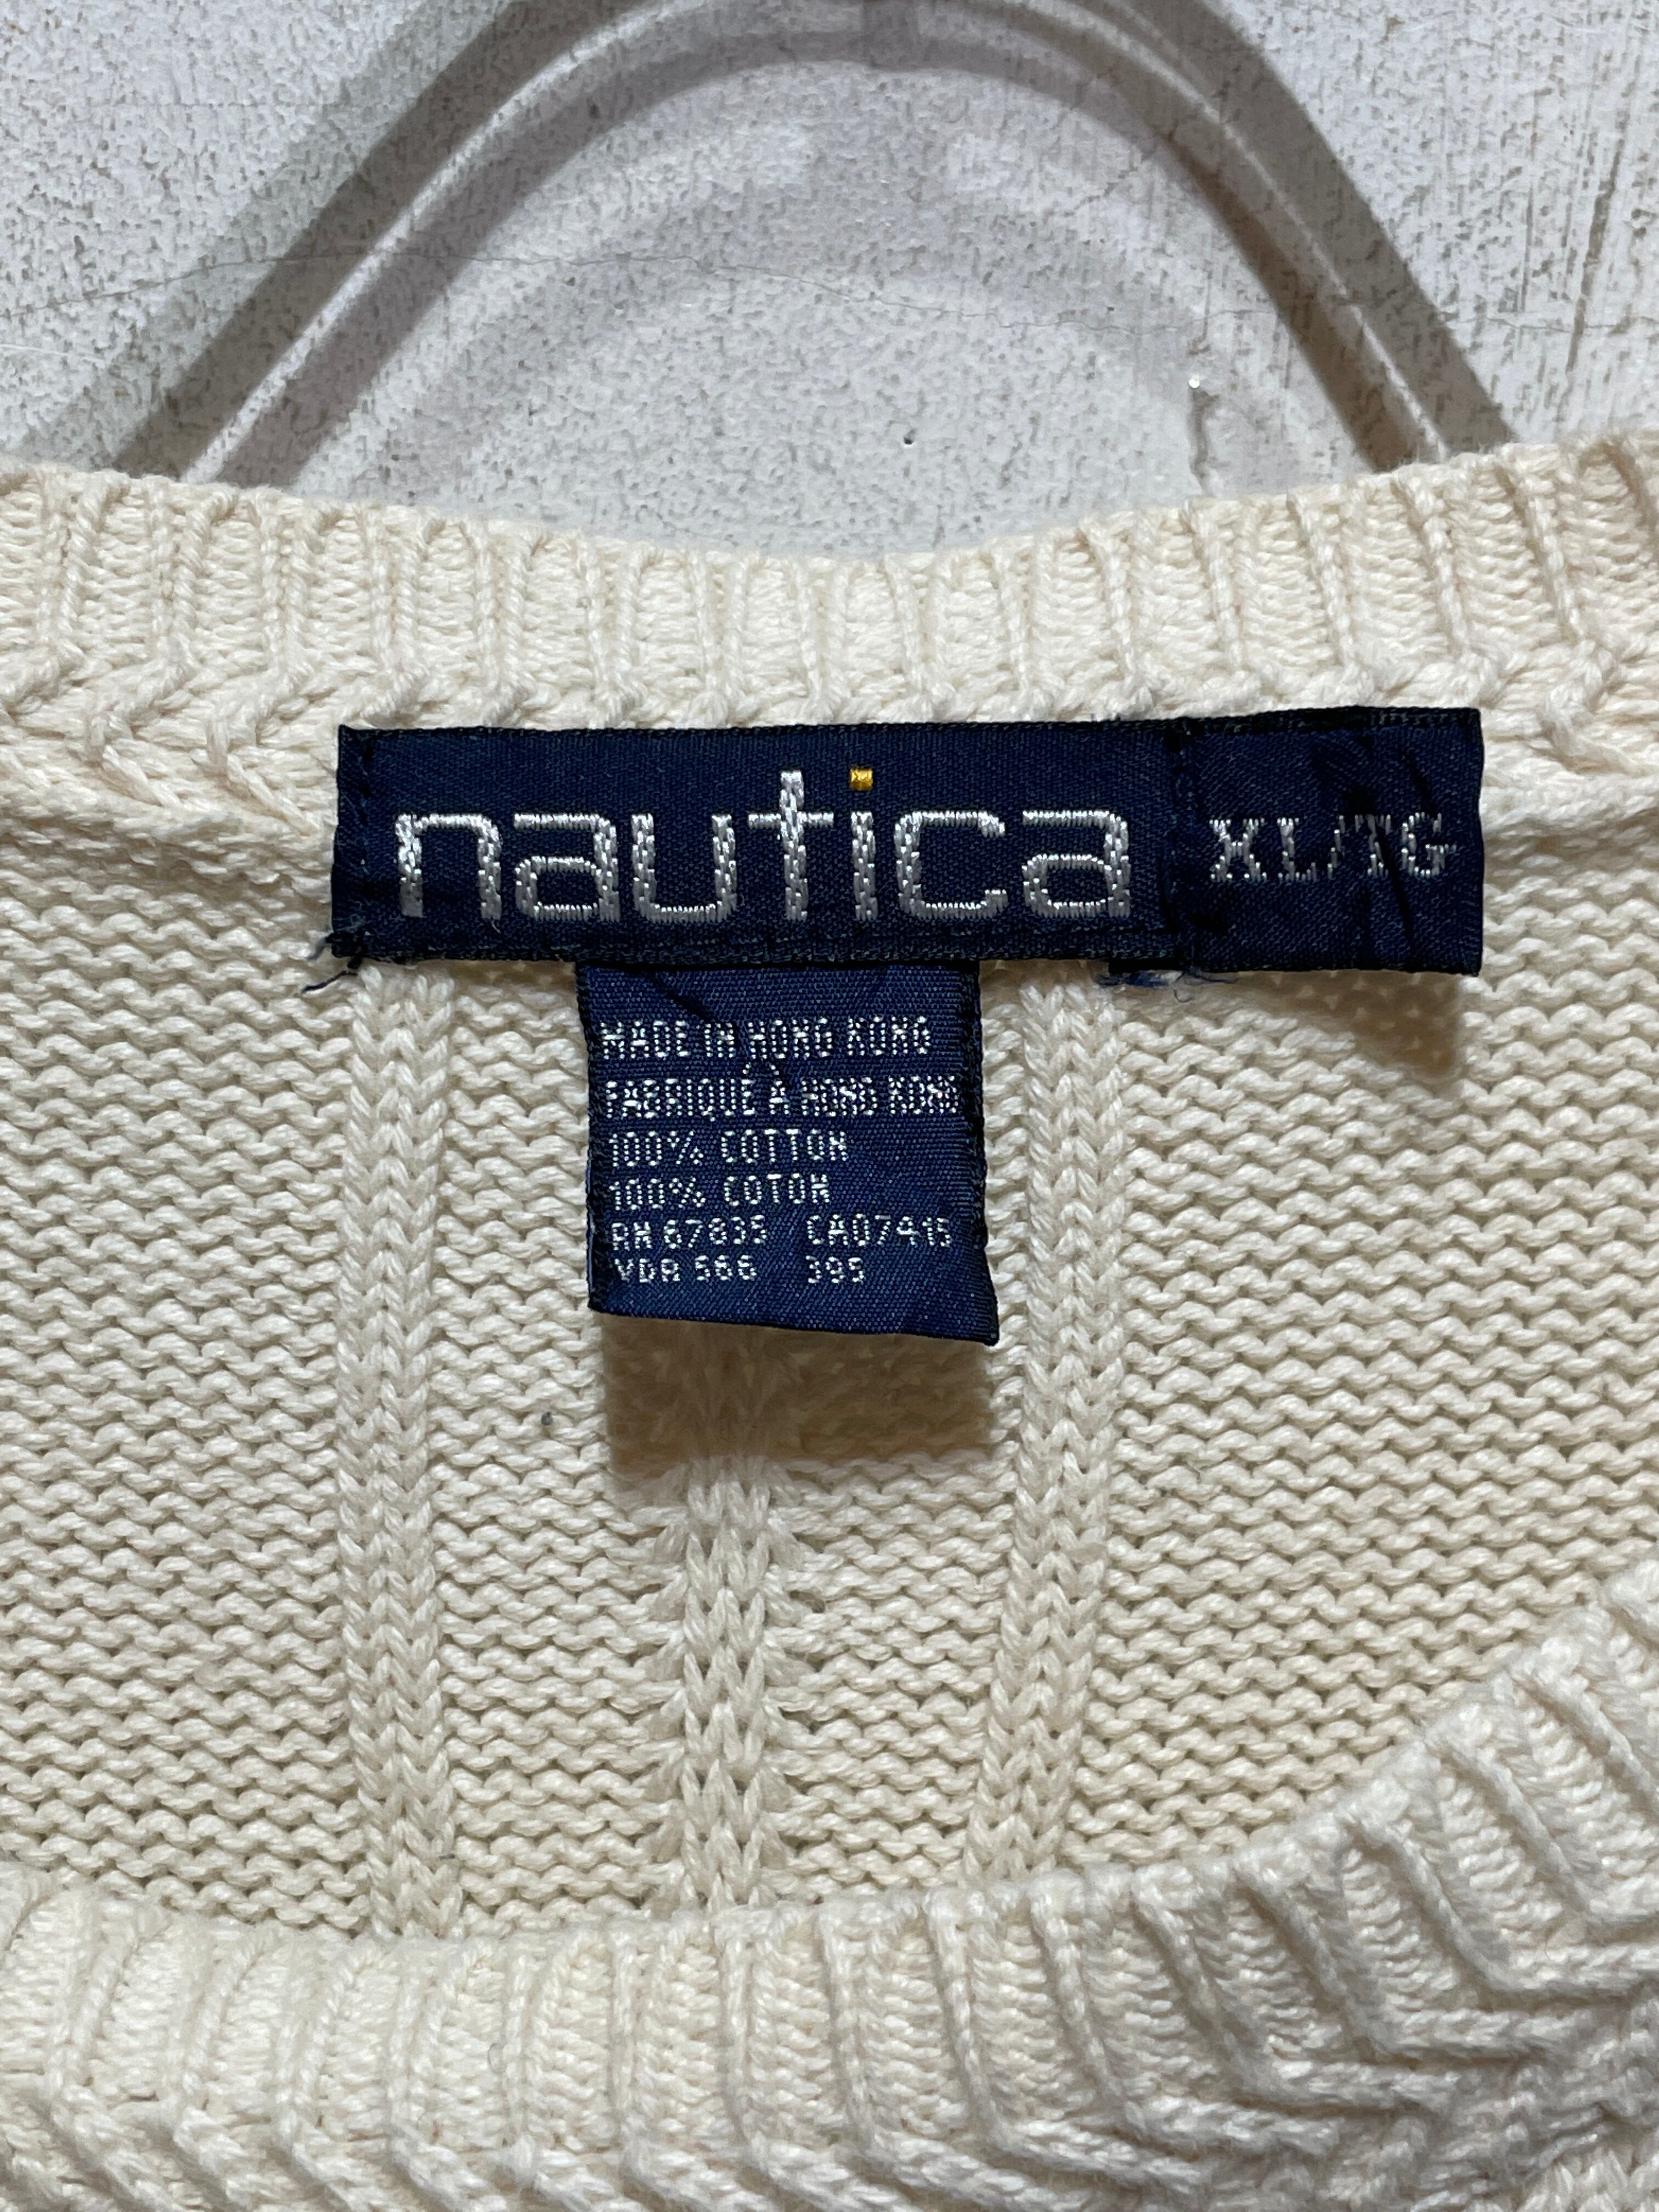 nautica XL/TG
MADE IN HONG KONG
FABRIQUÉ À HONG KONG
100% COTTON
100% COTON
RN 67835 CA07415
VDR 566 395